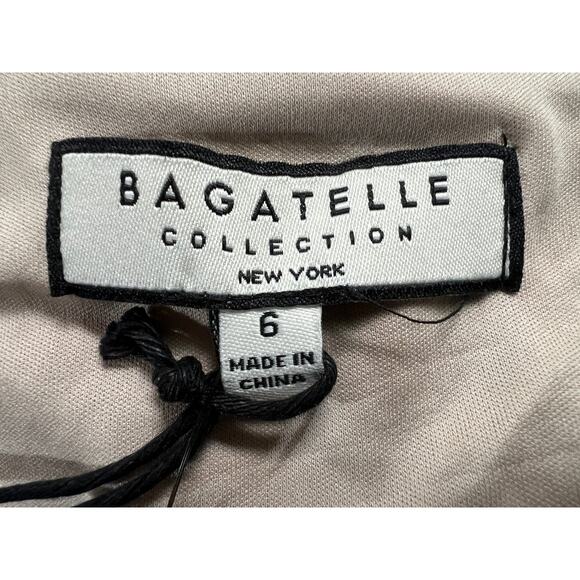 BAGATELLE
COLLECTION
NEW YORK
6
MADE IN
CHINA